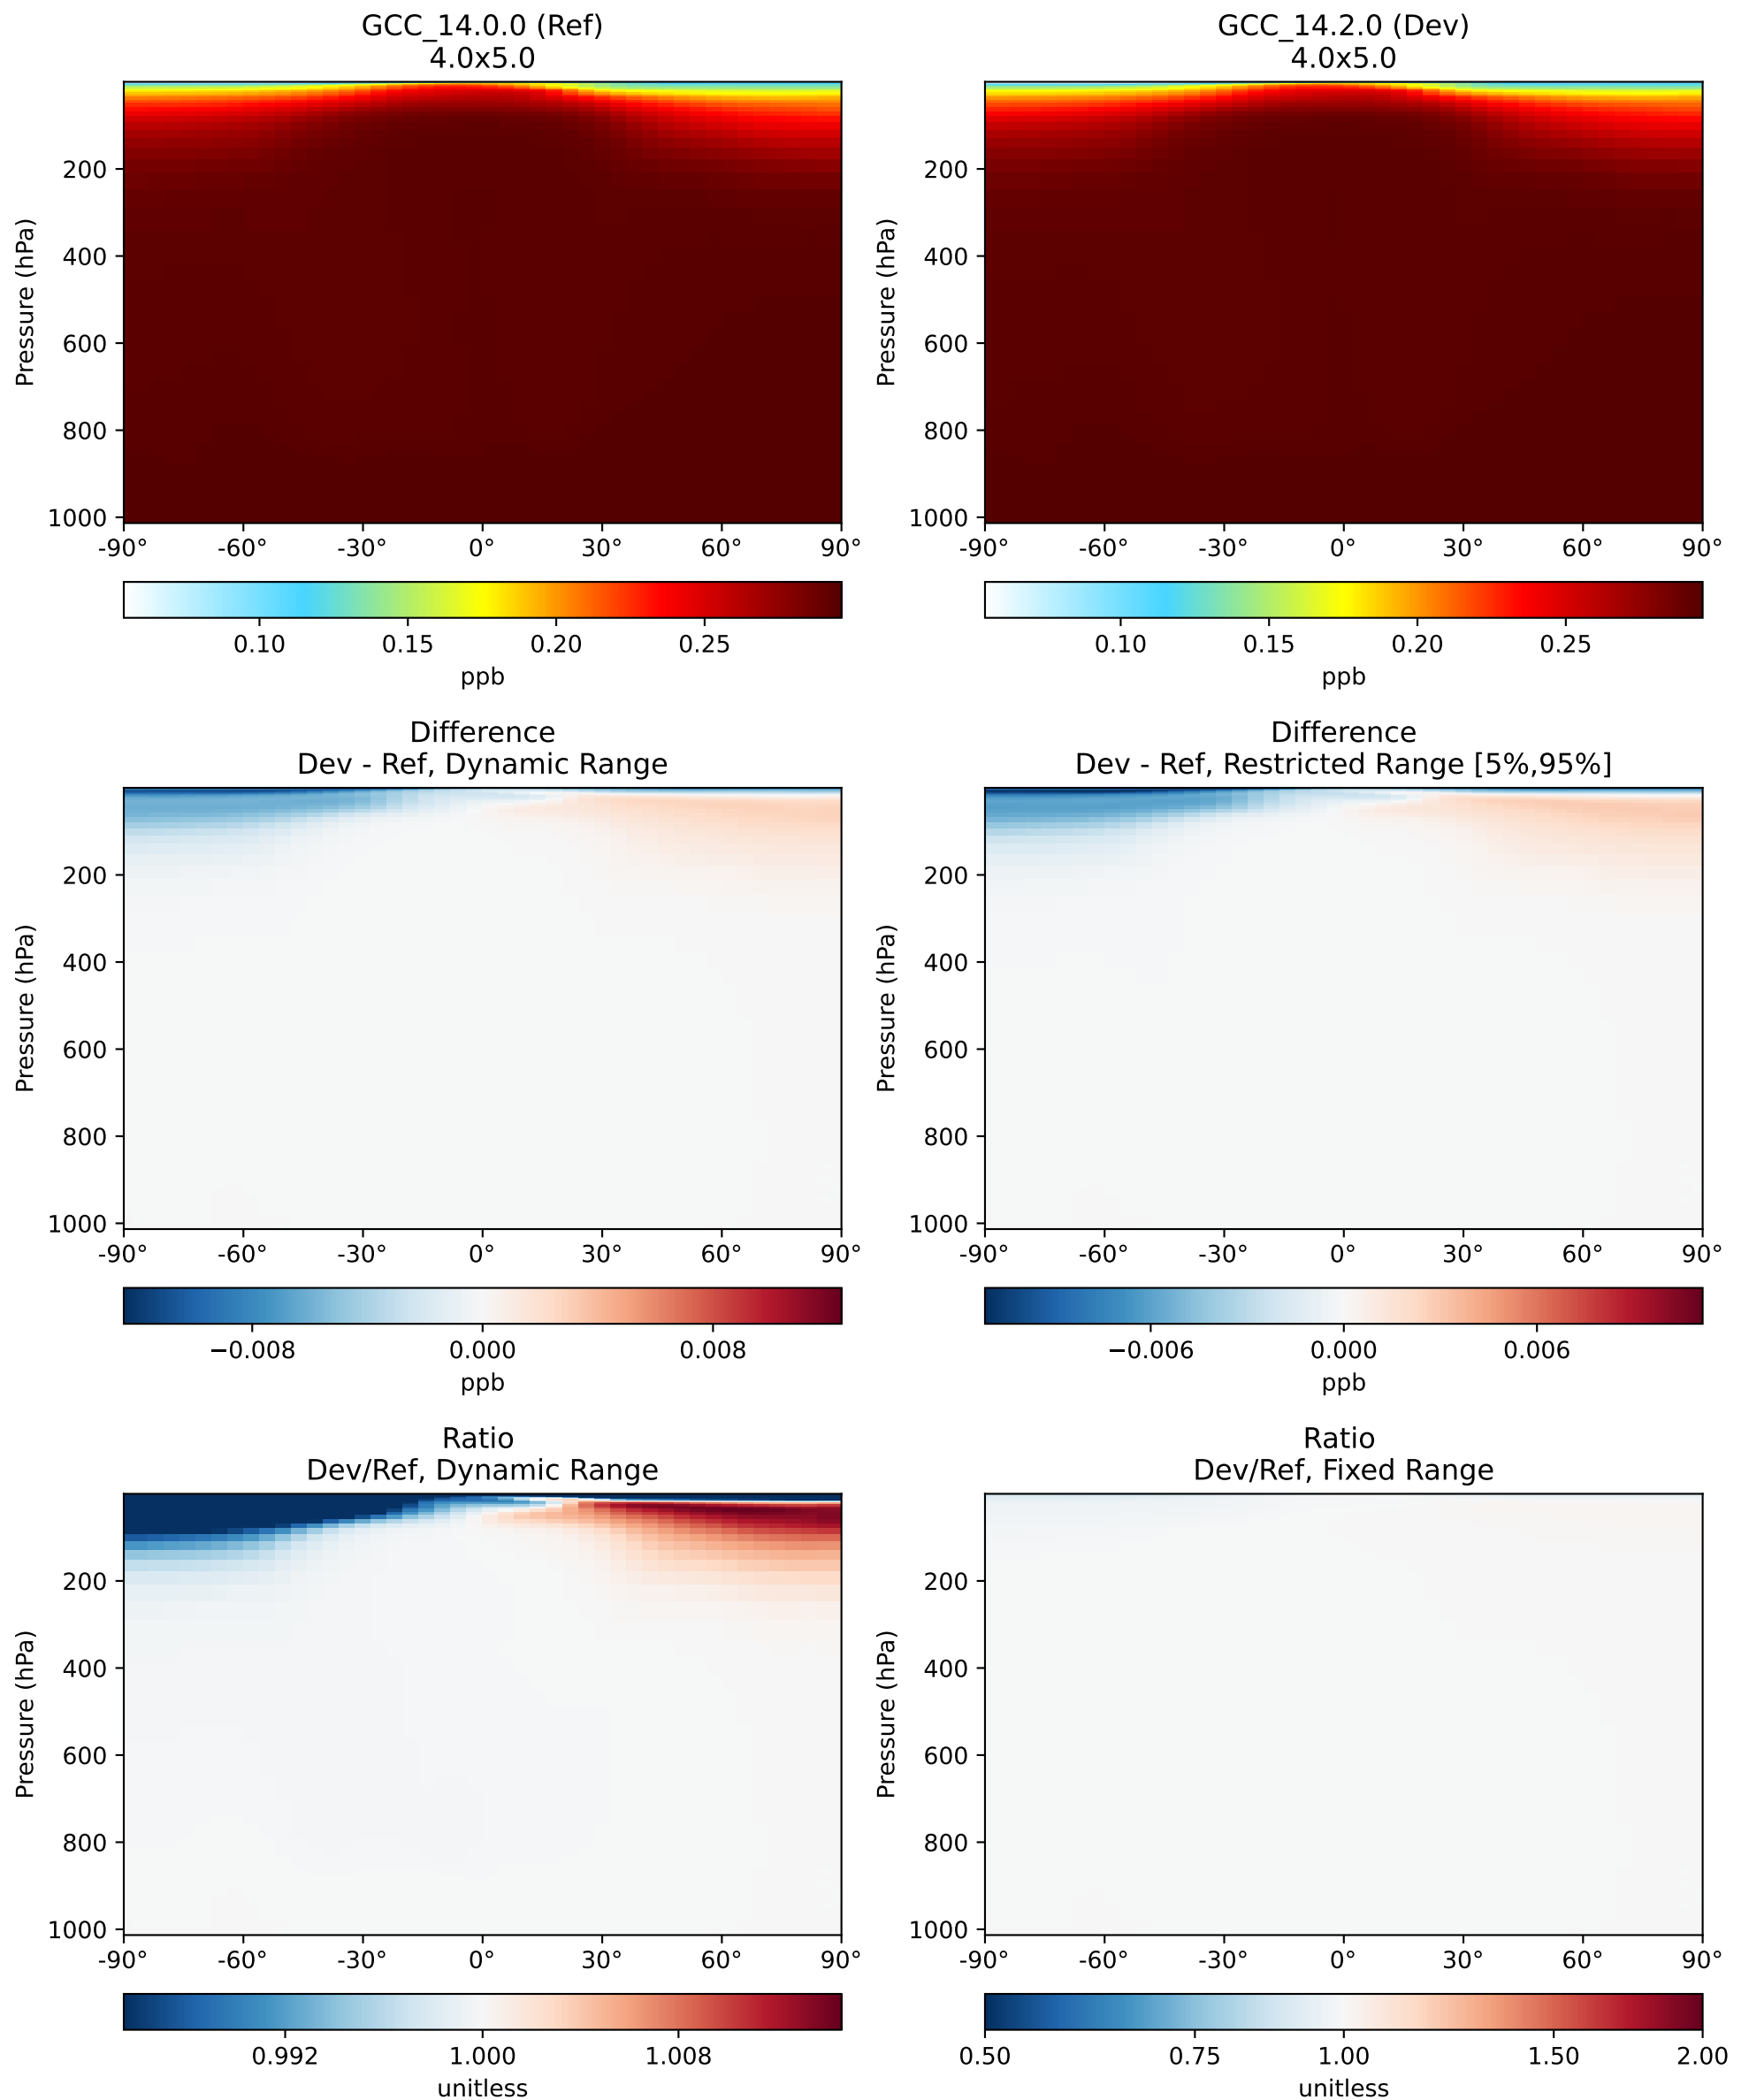 GCC_14.0.0 (Ref)
4.0x5.0
Pressure (hPa)
200
400
600
800
1000
-90° -60° -30° 0° 30° 60° 90°
0.10 0.15 0.20 0.25
ppb
GCC_14.2.0 (Dev)
4.0x5.0
Pressure (hPa)
200
400
600
800
1000
-90° -60° -30° 0° 30° 60° 90°
0.10 0.15 0.20 0.25
ppb
Difference
Dev - Ref, Dynamic Range
Pressure (hPa)
200
400
600
800
1000
-90° -60° -30° 0° 30° 60° 90°
−0.008 0.000 0.008
ppb
Difference
Dev - Ref, Restricted Range [5%,95%]
Pressure (hPa)
200
400
600
800
1000
-90° -60° -30° 0° 30° 60° 90°
−0.006 0.000 0.006
ppb
Ratio
Dev/Ref, Dynamic Range
Pressure (hPa)
200
400
600
800
1000
-90° -60° -30° 0° 30° 60° 90°
0.992 1.000 1.008
unitless
Ratio
Dev/Ref, Fixed Range
Pressure (hPa)
200
400
600
800
1000
-90° -60° -30° 0° 30° 60° 90°
0.50 0.75 1.00 1.50 2.00
unitless